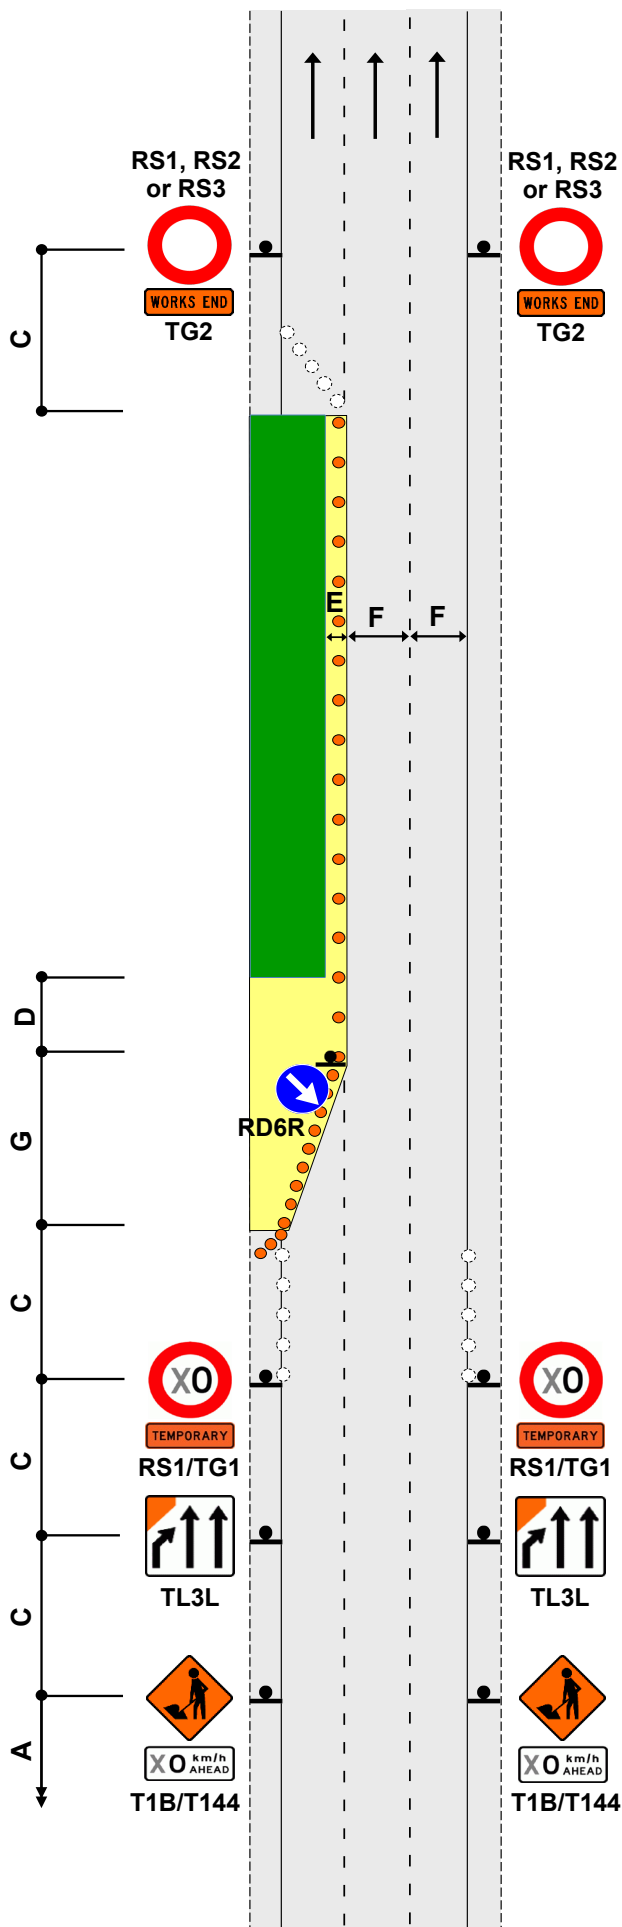 RS1, RS2
or RS3
WORKS END
TG2
RS1, RS2
or RS3
WORKS END
TG2
C
E
F
F
D
G
RD6R
C
X0
TEMPORARY
RS1/TG1
X0
TEMPORARY
RS1/TG1
C
TL3L
TL3L
C
A
X0 km/h
AHEAD
T1B/T144
X0 km/h
AHEAD
T1B/T144